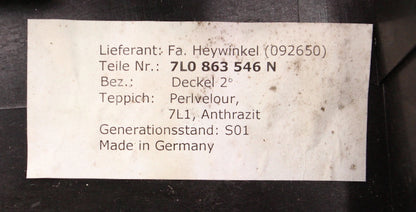 Lieferant: Fa. Heywinkel (092650)
Teile Nr.: 7L0 863 546 N
Bez.: Deckel 2°
Teppich: Perlvelour,
7L1, Anthrazit
Generationsstand: S01
Made in Germany